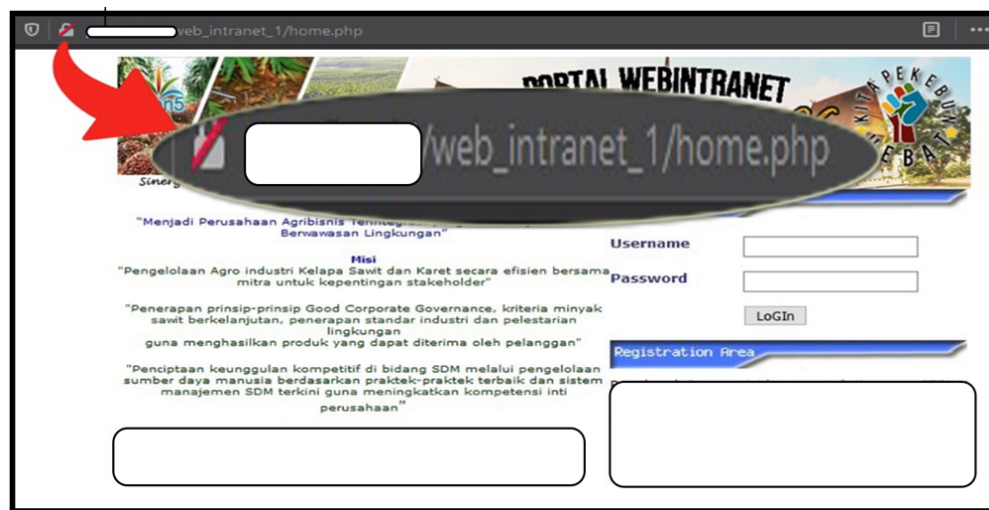 web_intranet_1/home.php
PORTAL WEBINTRANET
KITA PEKEBUN
/web_intranet_1/home.php
"Menjadi Perusahaan Agribisnis
Berwawasan Lingkungan"
Misi
"Pengelolaan Agro industri Kelapa Sawit dan Karet secara efisien bersama
mitra untuk kepentingan stakeholder"
"Penerapan prinsip-prinsip Good Corporate Governance, kriteria minyak
sawit berkelanjutan, penerapan standar industri dan pelestarian
lingkungan
guna menghasilkan produk yang dapat diterima oleh pelanggan"
"Penciptaan keunggulan kompetitif di bidang SDM melalui pengelolaan
sumber daya manusia berdasarkan praktek-praktek terbaik dan sistem
manajemen SDM terkini guna meningkatkan kompetensi inti
perusahaan"
Username
Password
LoGIn
Registration Area